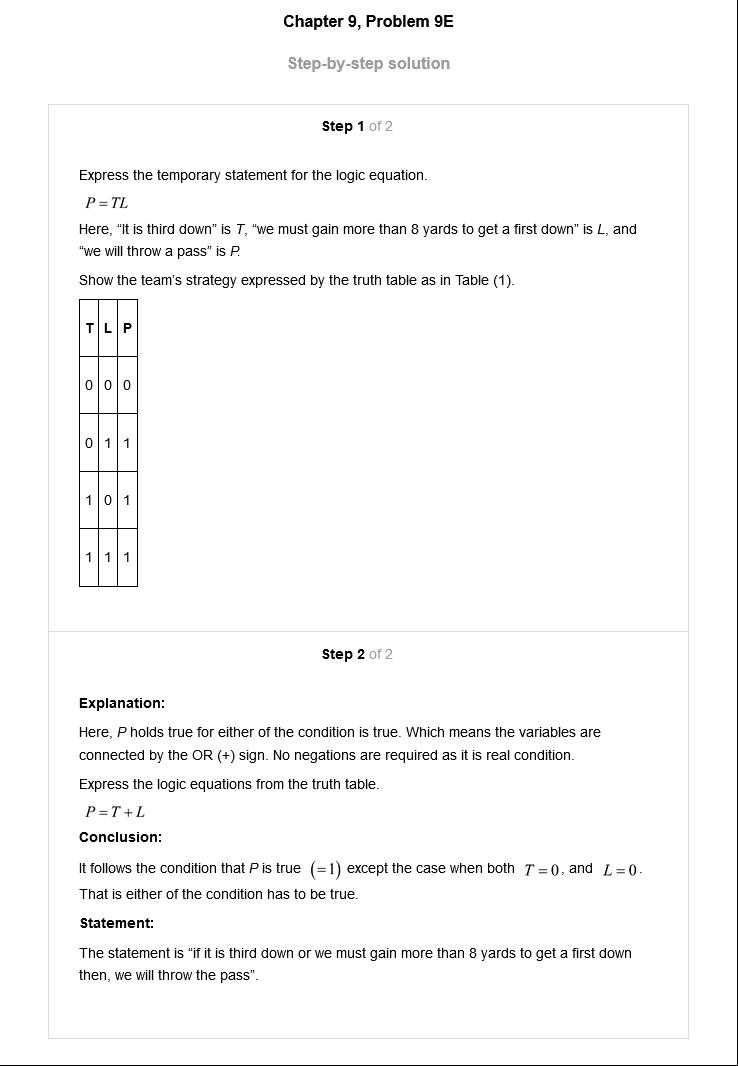 Chapter 9, Problem 9E
Step-by-step solution
Step 1 of 2
Express the temporary statement for the logic equation.
P = TL
Here, “It is third down” is T, “we must gain more than 8 yards to get a first down” is L, and
“we will throw a pass” is P.
Show the team’s strategy expressed by the truth table as in Table (1).
T L P
0 0 0
0 1 1
1 0 1
1 1 1
Step 2 of 2
Explanation:
Here, P holds true for either of the condition is true. Which means the variables are
connected by the OR (+) sign. No negations are required as it is real condition.
Express the logic equations from the truth table.
P = T + L
Conclusion:
It follows the condition that P is true (=1) except the case when both T = 0, and L = 0.
That is either of the condition has to be true.
Statement:
The statement is “if it is third down or we must gain more than 8 yards to get a first down
then, we will throw the pass”.